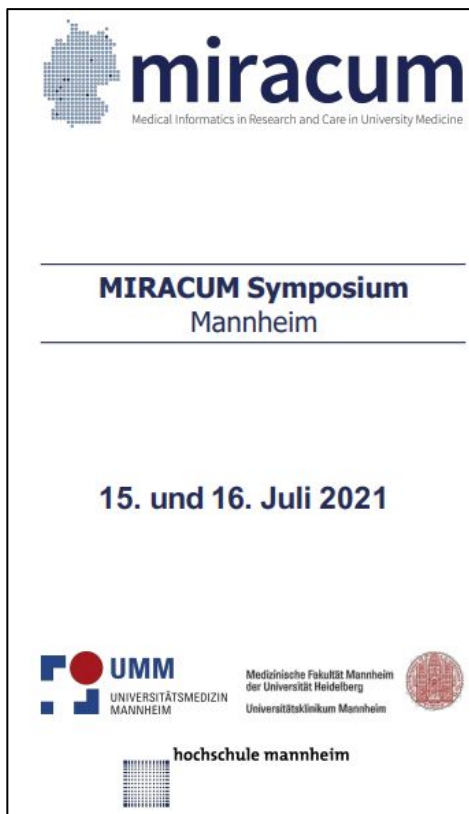 miracum
Medical Informatics in Research and Care in University Medicine
MIRACUM Symposium
Mannheim
15. und 16. Juli 2021
UMM
UNIVERSITÄTSMEDIZIN
MANNHEIM
Medizinische Fakultät Mannheim
der Universität Heidelberg
Universitätsklinikum Mannheim
hochschule mannheim